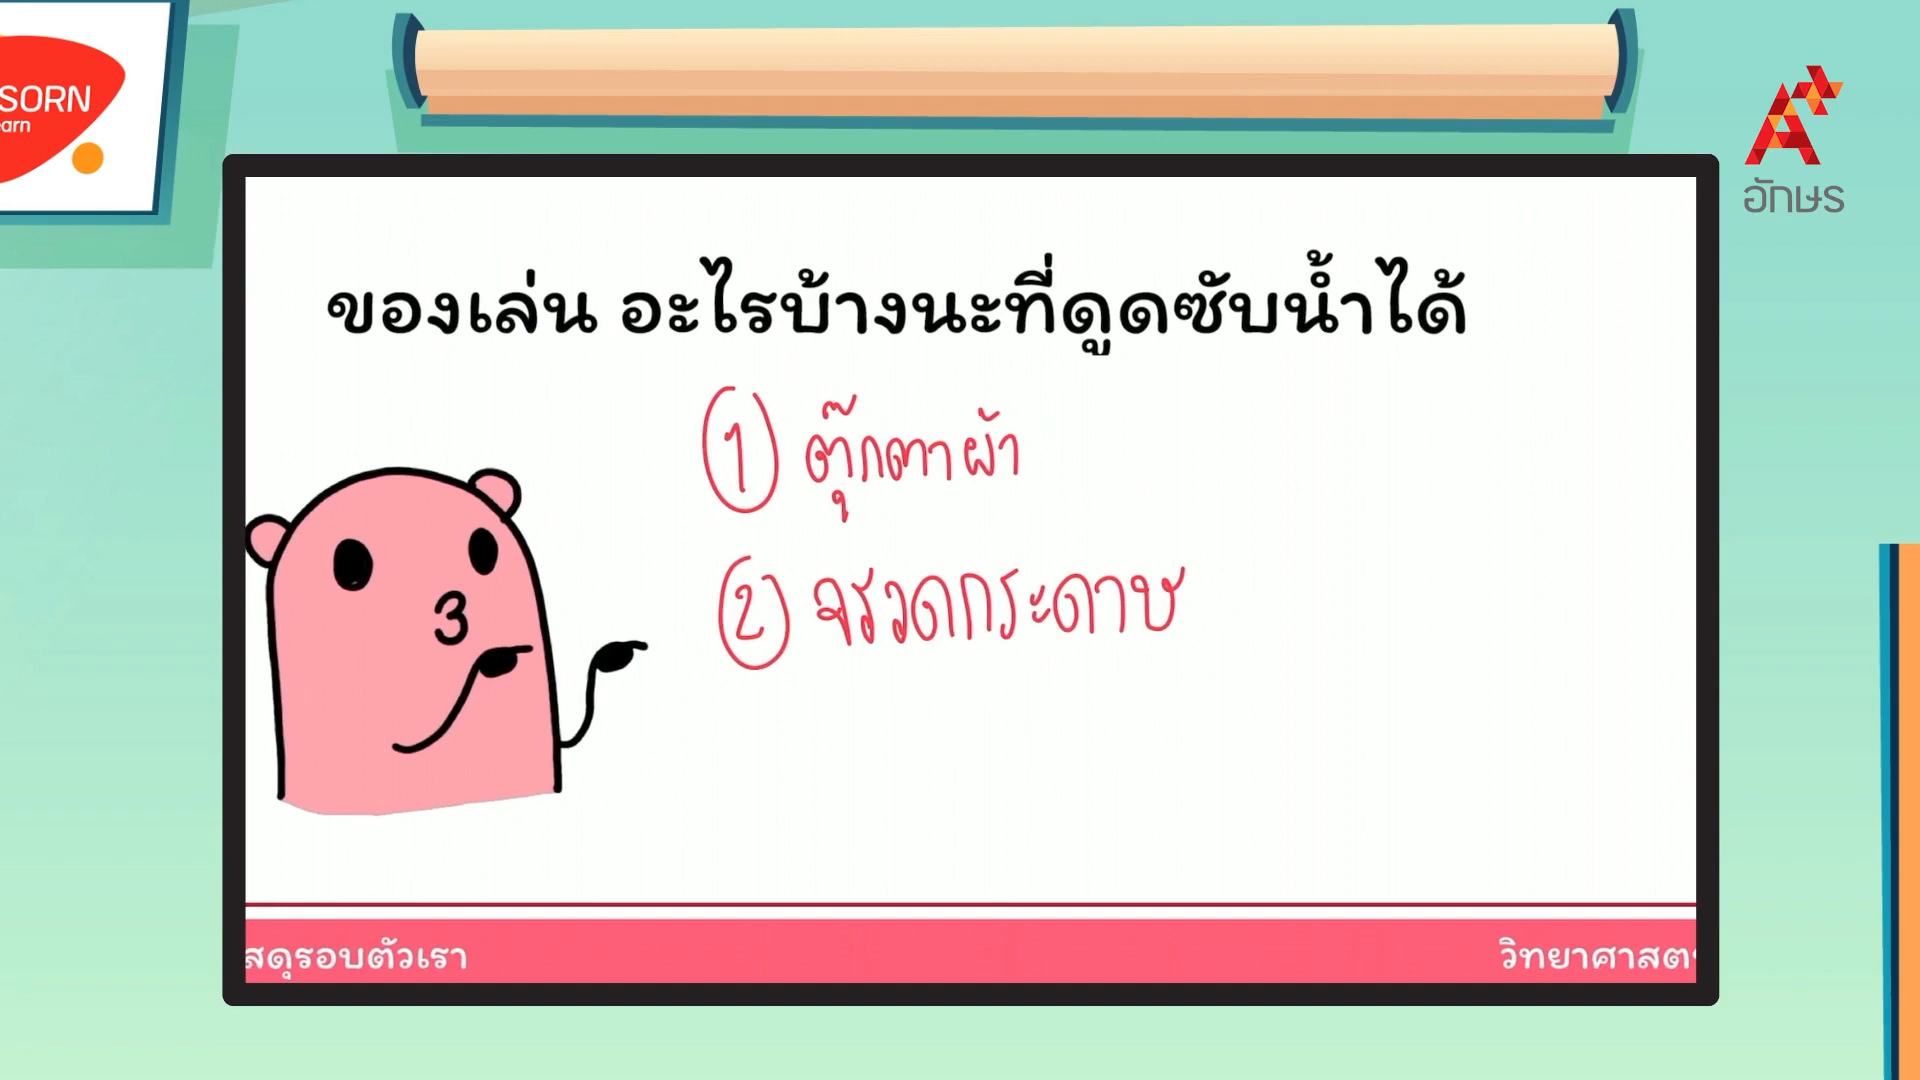 SORN
arn
อักษร
ของเล่น อะไรบ้างนะที่ดูดซับน้ำได้
1 ตุ๊กตาผ้า
2 จรวดกระดาษ
3
สดุรอบตัวเรา
วิทยาศาสต